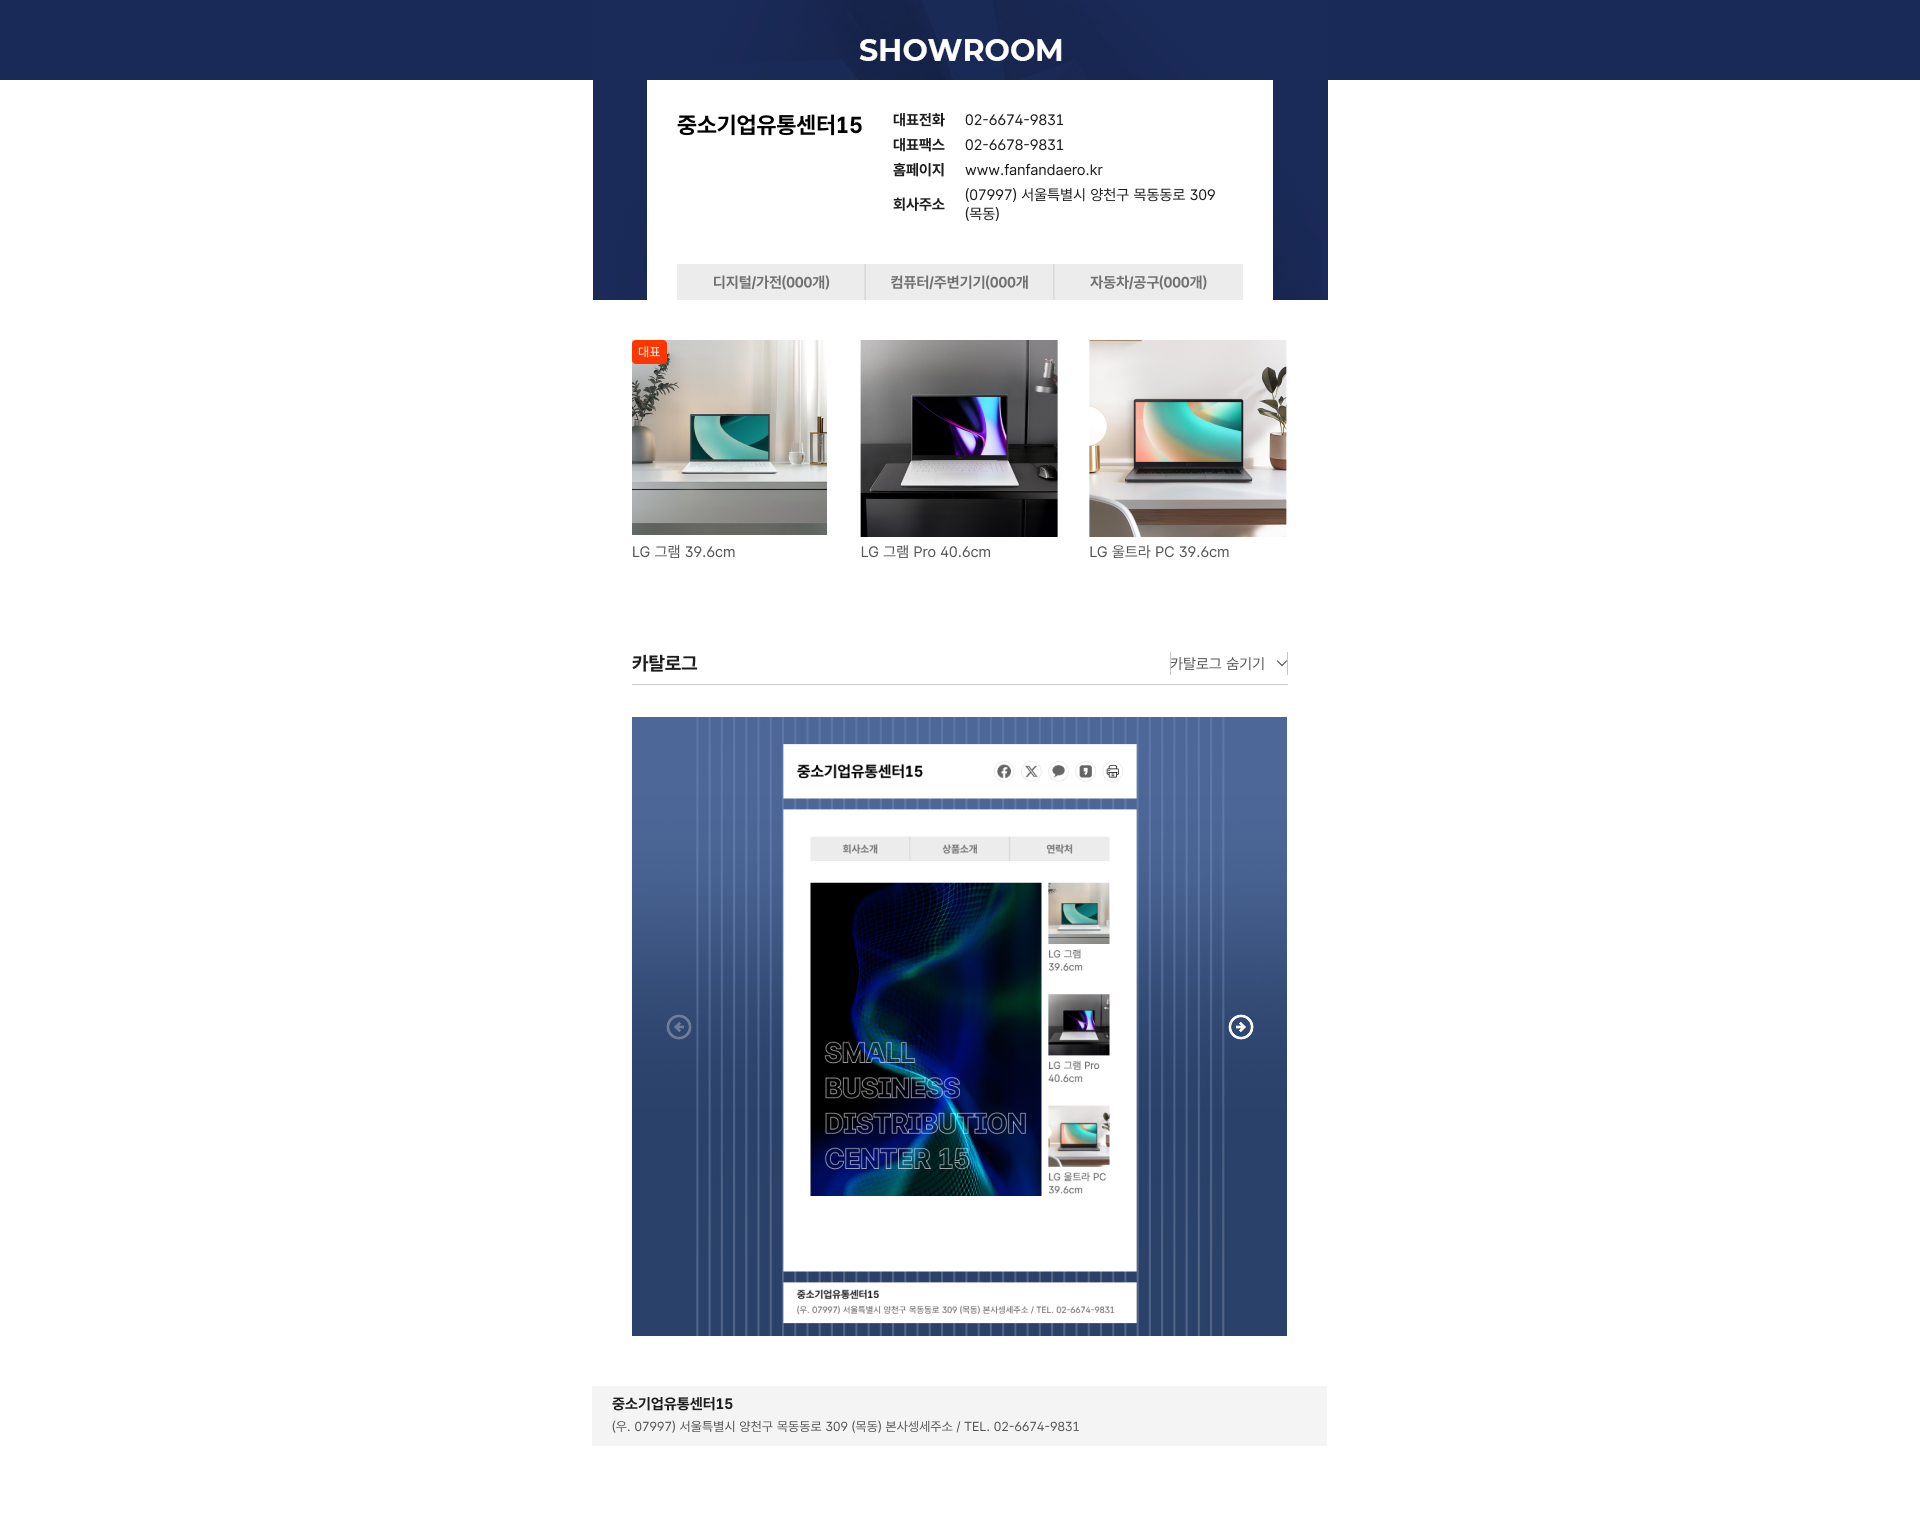 SHOWROOM
중소기업유통센터15
대표전화 02-6674-9831
대표팩스 02-6678-9831
홈페이지 www.fanfandaero.kr
회사주소 (07997) 서울특별시 양천구 목동동로 309
(목동)
디지털/가전(000개) 컴퓨터/주변기기(000개 자동차/공구(000개)
대표
LG 그램 39.6cm
LG 그램 Pro 40.6cm
LG 울트라 PC 39.6cm
카탈로그
카탈로그 숨기기
중소기업유통센터15
회사소개 상품소개 연락처
SMALL
BUSINESS
DISTRIBUTION
CENTER 15
LG 그램
39.6cm
LG 그램 Pro
40.6cm
LG 울트라 PC
39.6cm
중소기업유통센터15
(우. 07997) 서울특별시 양천구 목동동로 309 (목동) 본사셍세주소 / TEL. 02-6674-9831
중소기업유통센터15
(우. 07997) 서울특별시 양천구 목동동로 309 (목동) 본사셍세주소 / TEL. 02-6674-9831